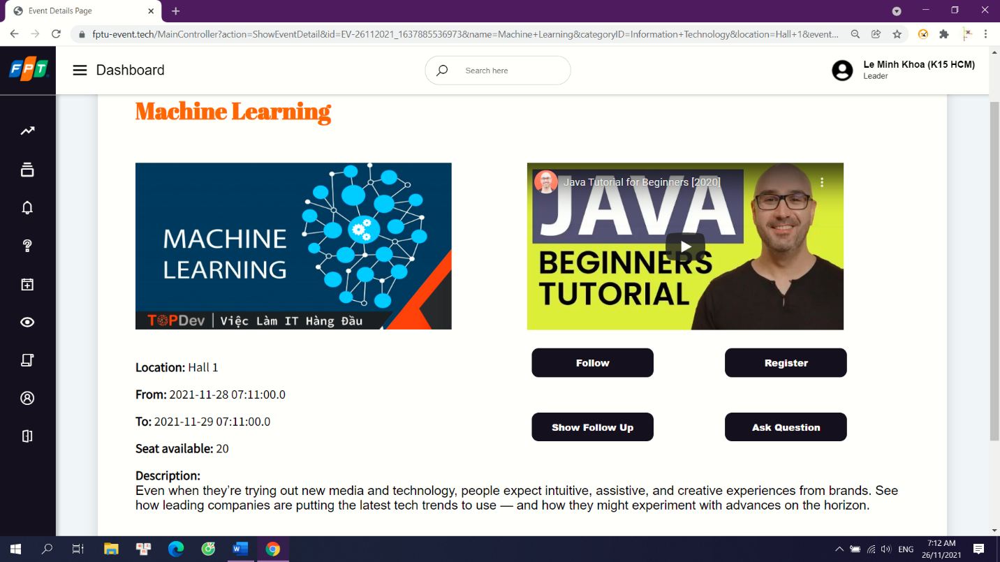 Event Details Page
fptu-event.tech/MainController?action=ShowEventDetail&id=EV-26112021_1637885536973&name=Machine+Learning&categoryID=Information+Technology&location=Hall+1&event...
FPT
Dashboard
Search here
Le Minh Khoa (K15 HCM)
Leader
Machine Learning
MACHINE
LEARNING
TOPDev | Việc Làm IT Hàng Đầu
Java Tutorial for Beginners [2020]
JAVA
BEGINNERS
TUTORIAL
Follow
Register
Show Follow Up
Ask Question
Location: Hall 1
From: 2021-11-28 07:11:00.0
To: 2021-11-29 07:11:00.0
Seat available: 20
Description:
Even when they’re trying out new media and technology, people expect intuitive, assistive, and creative experiences from brands. See
how leading companies are putting the latest tech trends to use — and how they might experiment with advances on the horizon.
ENG
7:12 AM
26/11/2021